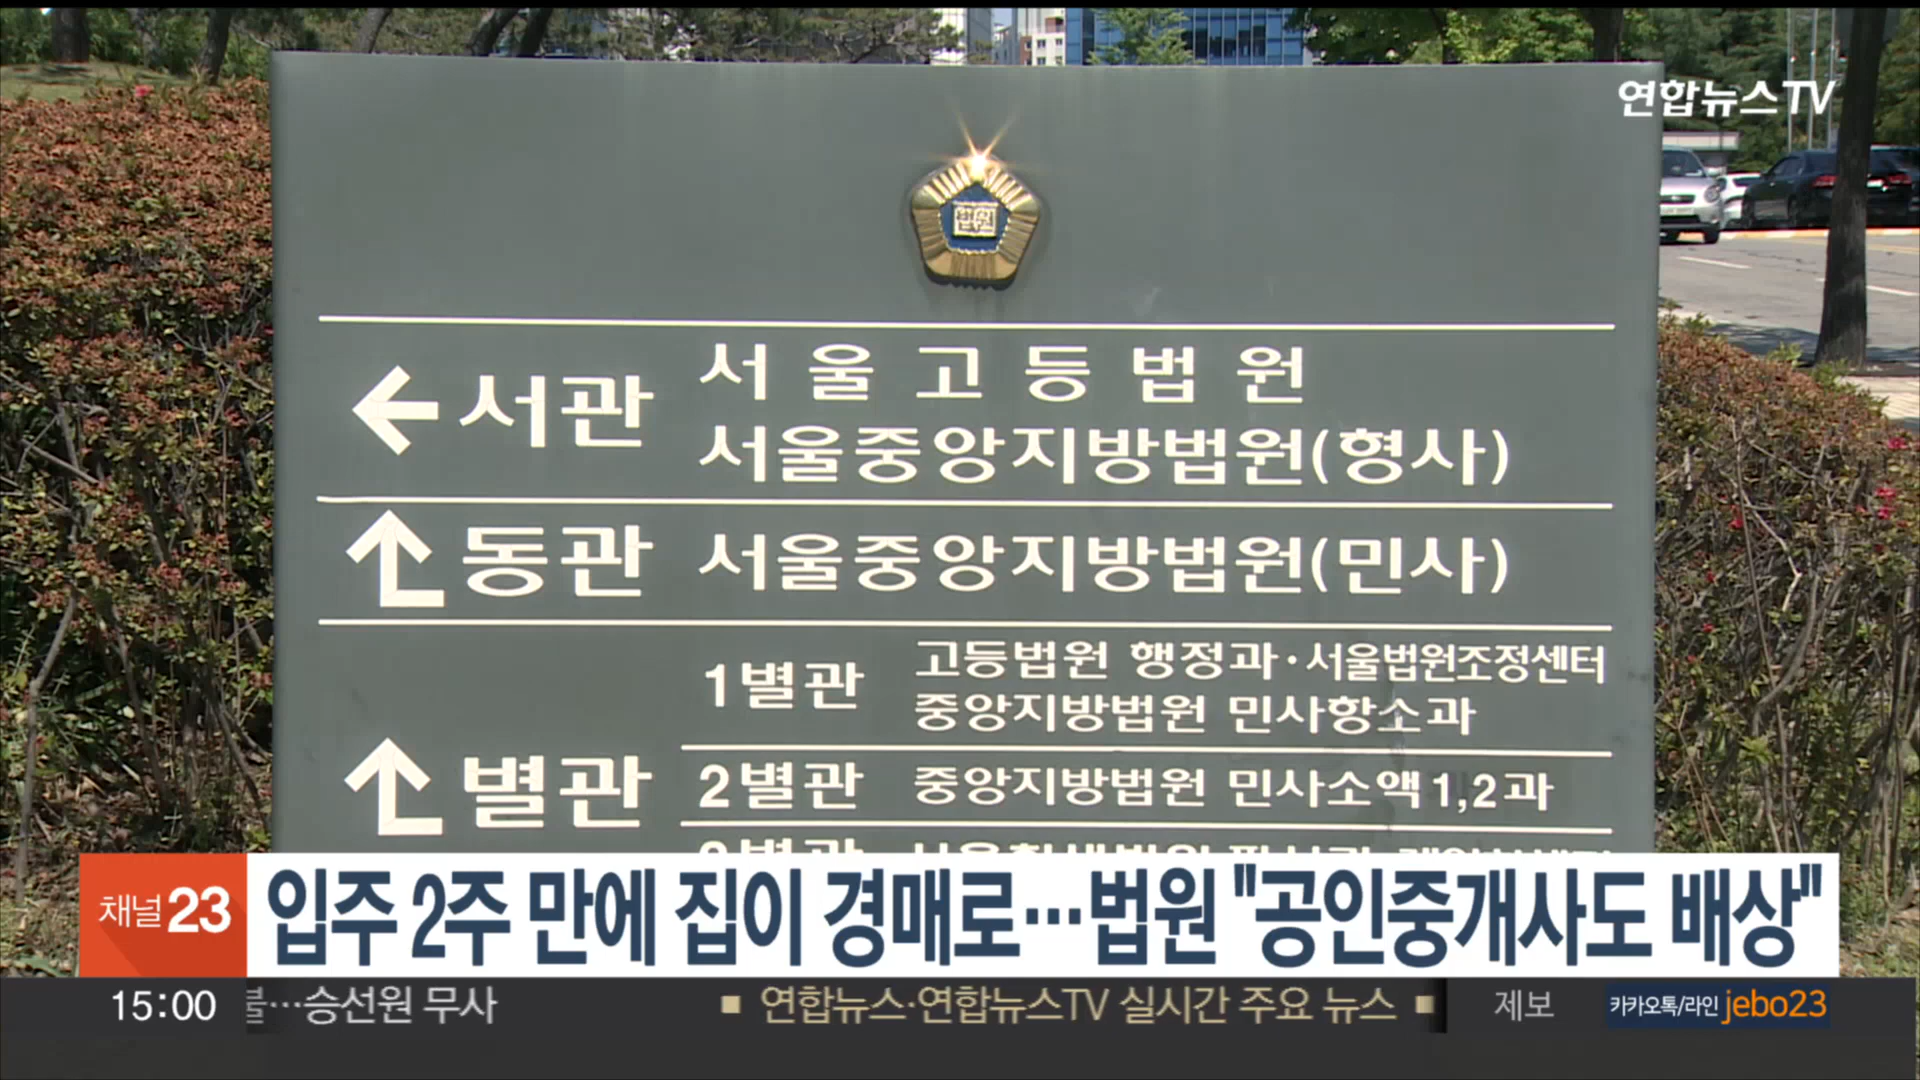 연합뉴스TV
법원
서관
서울고등법원
서울중앙지방법원(형사)
동관
서울중앙지방법원(민사)
1별관
고등법원 행정과·서울법원조정센터
중앙지방법원 민사항소과
별관
2별관
중앙지방법원 민사소액1,2과
채널23
입주 2주 만에 집이 경매로…법원 "공인중개사도 배상"
15:00
…승선원 무사
■ 연합뉴스·연합뉴스TV 실시간 주요 뉴스 ■
제보
카카오톡/라인 jebo23